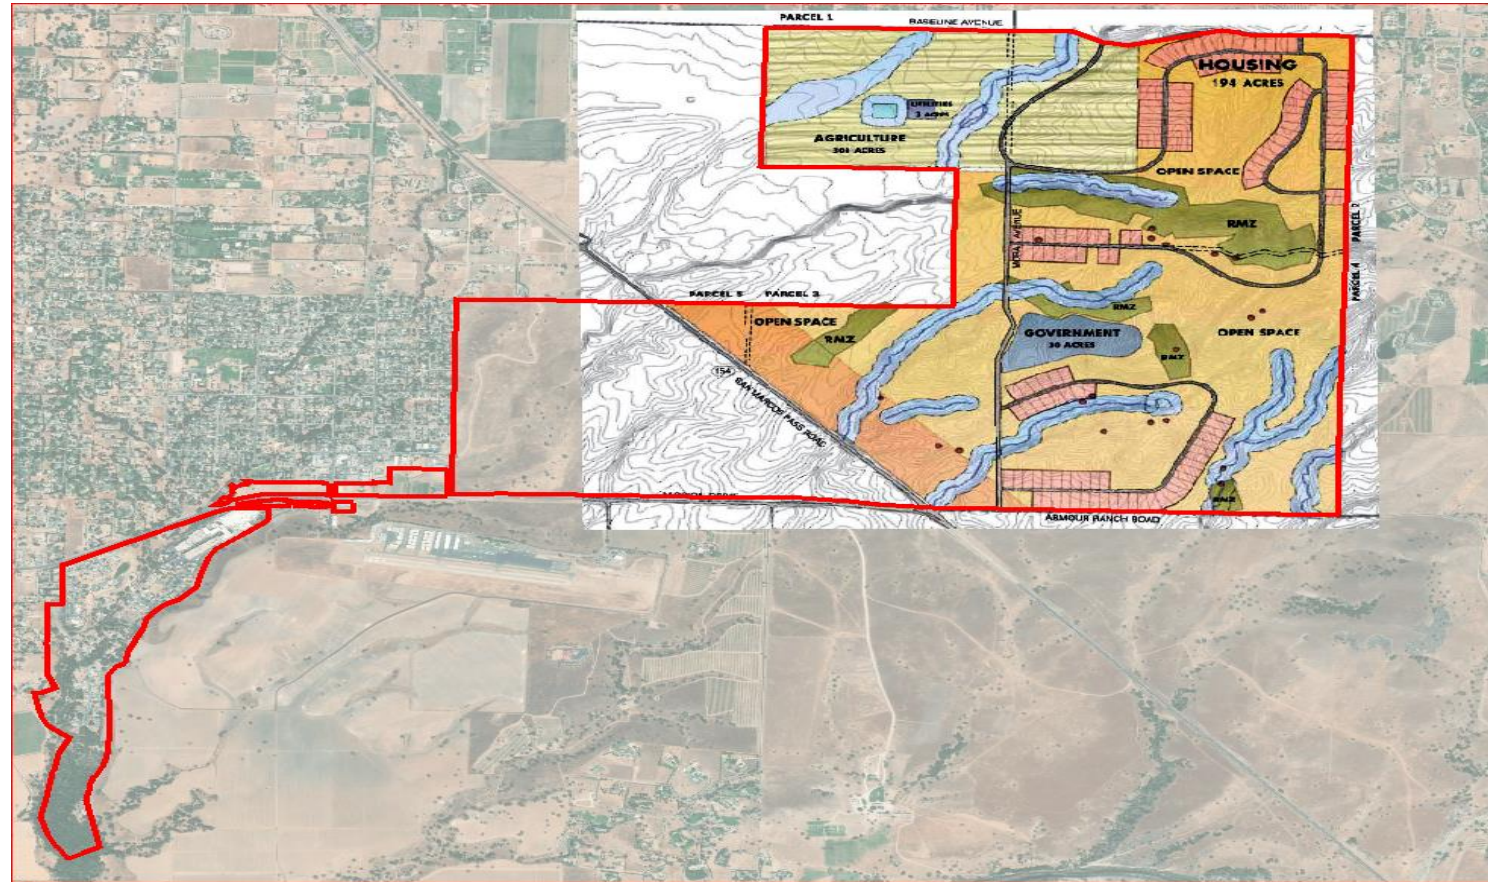 PARCEL 1
BASELINE AVENUE
HOUSING
194 ACRES
UTILITIES
2 ACRES
AGRICULTURE
OPEN SPACE
RMZ
PARCEL 2
PARCEL 4
PARCEL 5 PARCEL 3
OPEN SPACE
RMZ
RMZ
GOVERNMENT
30 ACRES
OPEN SPACE
RMZ
154
SAN MARCOS PASS ROAD
RMZ
ARMOUR RANCH ROAD